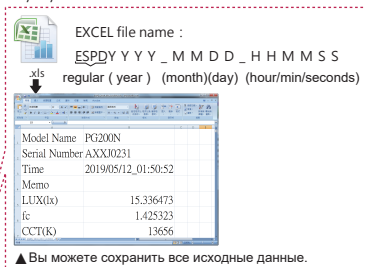 EXCEL file name :
ESPDYYYY_MMDD_HHMMSS
.xls
regular ( year ) (month)(day) (hour/min/seconds)
Model Name PG200N
Serial Number AXXJ0231
Time 2019/05/12_01:50:52
Memo
LUX(lx) 15.336473
fc 1.425323
CCT(K) 13656
▲Вы можете сохранить все исходные данные.